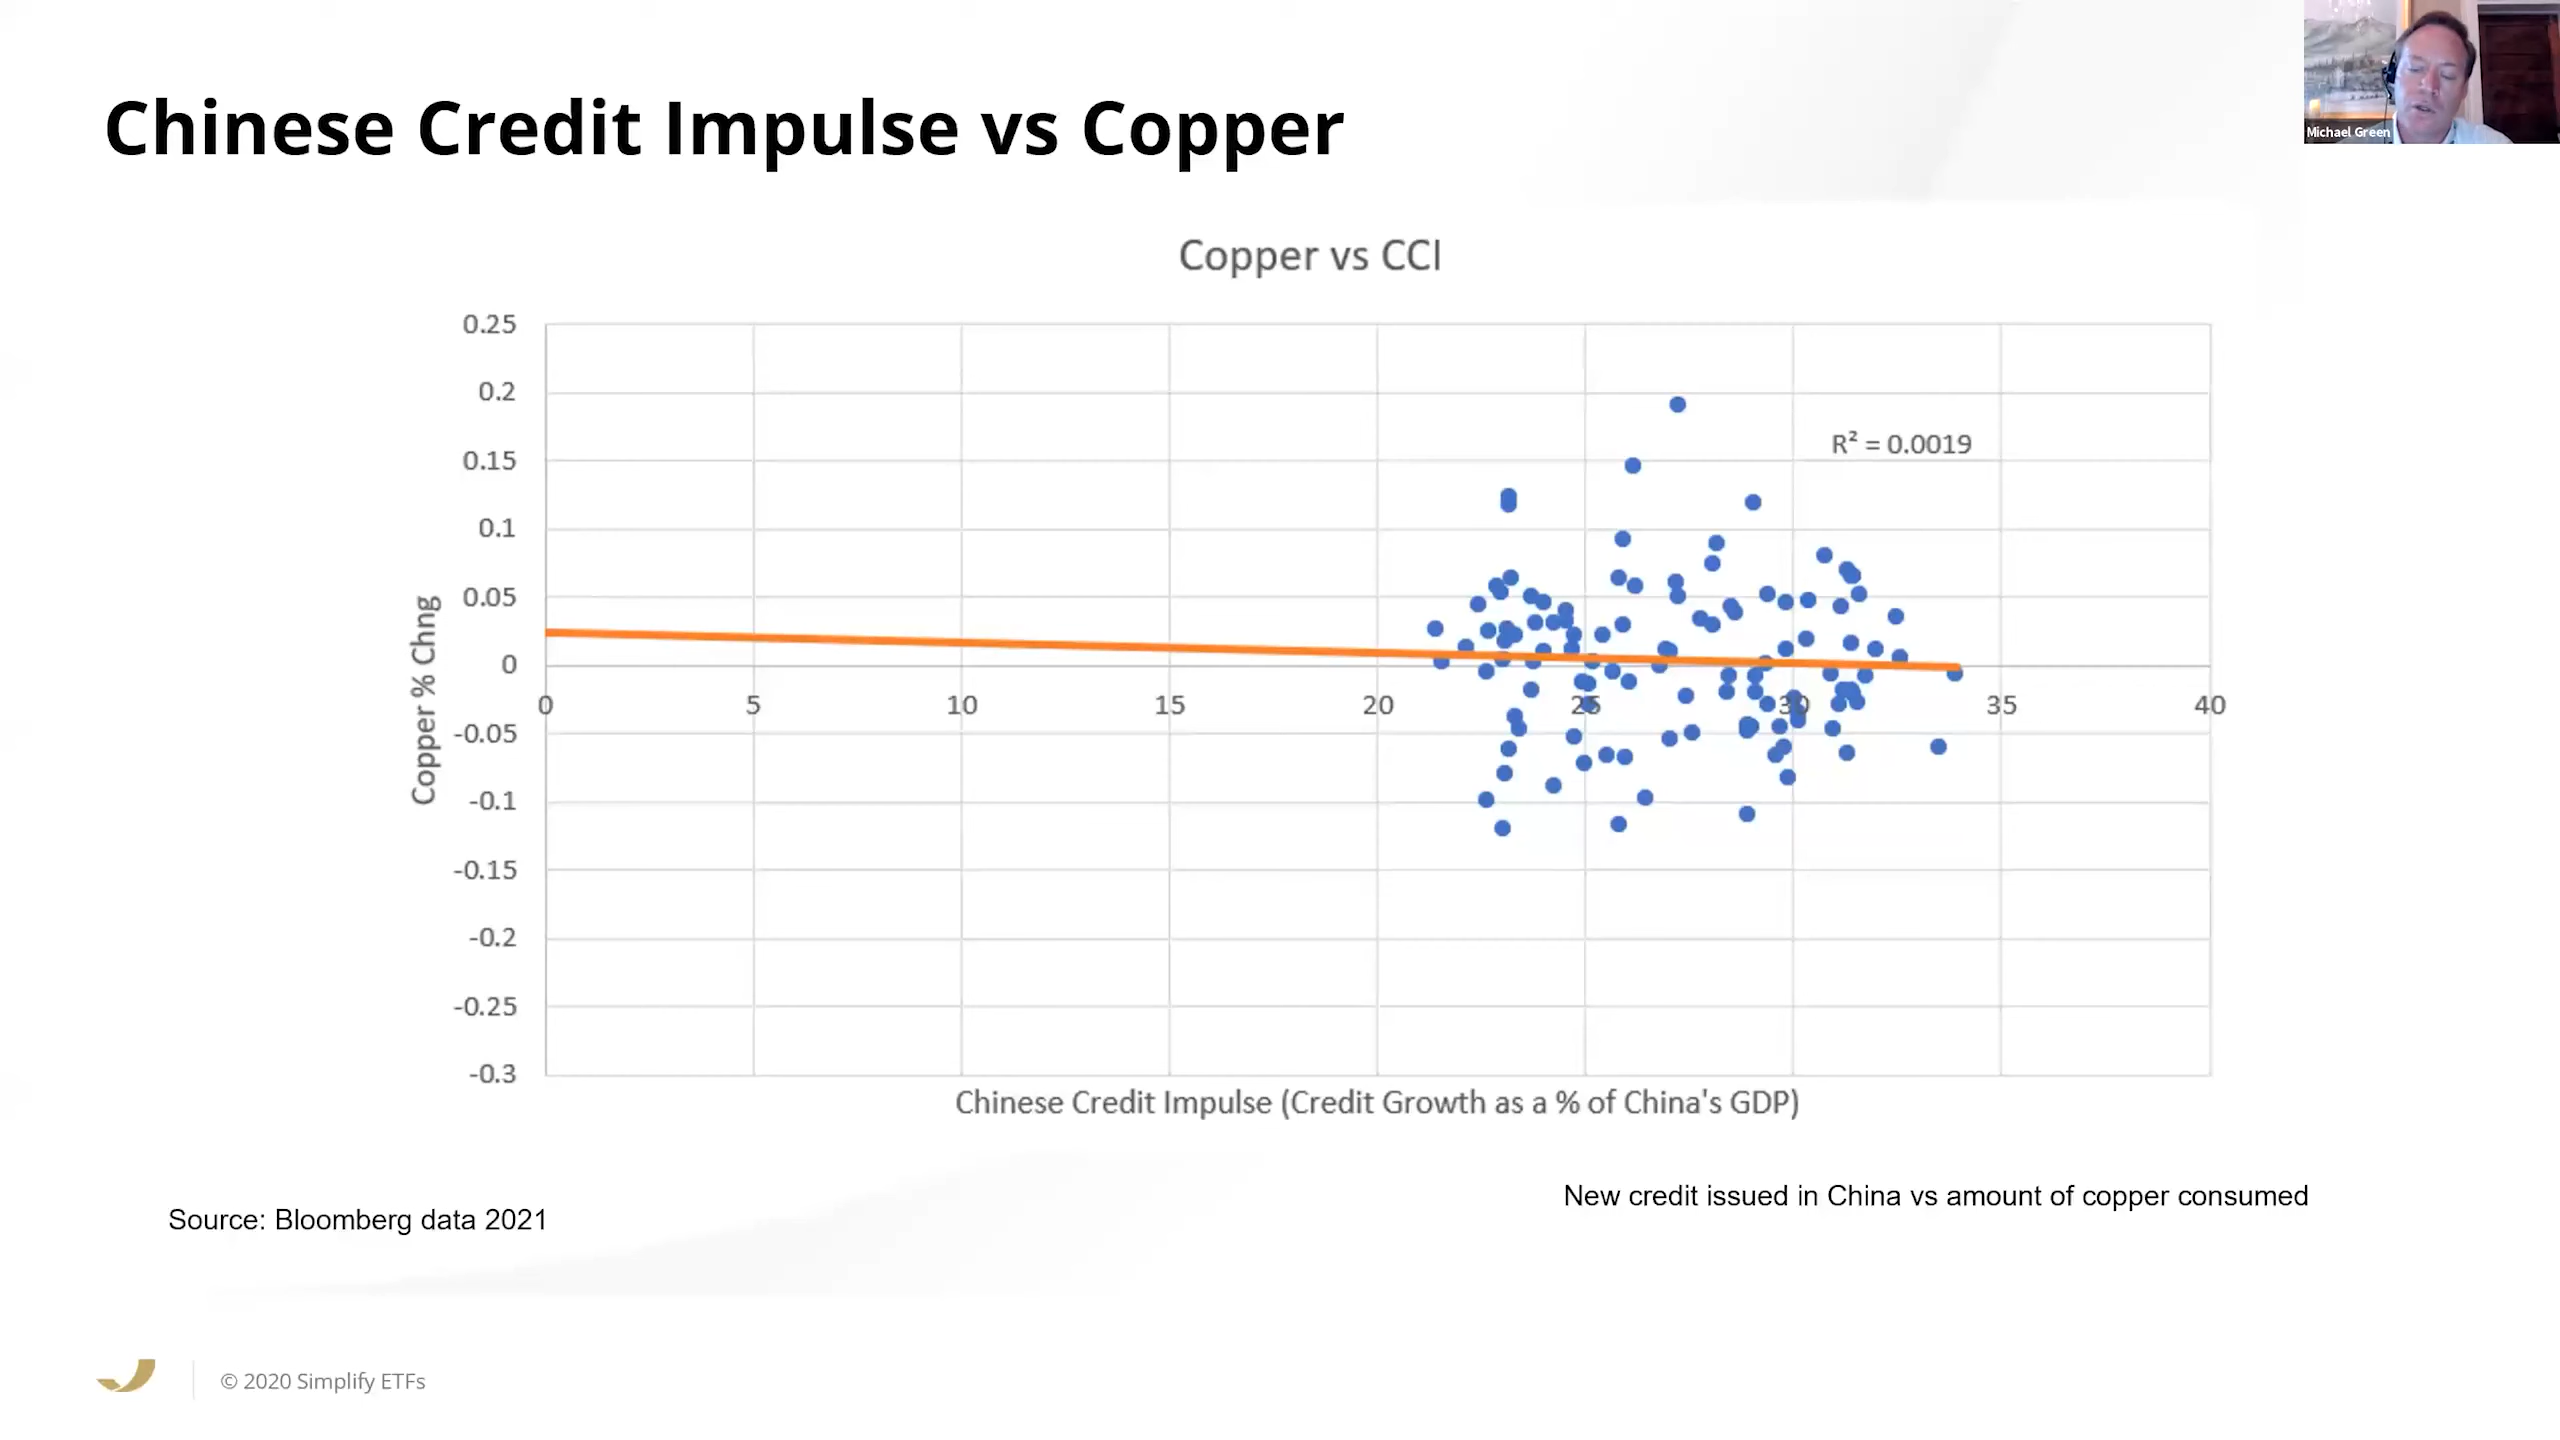 Chinese Credit Impulse vs Copper
Michael Green
Copper vs CCI
R² = 0.0019
Copper % Chng
0.25
0.2
0.15
0.1
0.05
0
-0.05
-0.1
-0.15
-0.2
-0.25
-0.3
0 5 10 15 20 25 30 35 40
Chinese Credit Impulse (Credit Growth as a % of China's GDP)
New credit issued in China vs amount of copper consumed
Source: Bloomberg data 2021
© 2020 Simplify ETFs